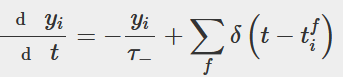 d y_i / d t = − y_i / τ_− + ∑_f δ ( t − t_i^f )